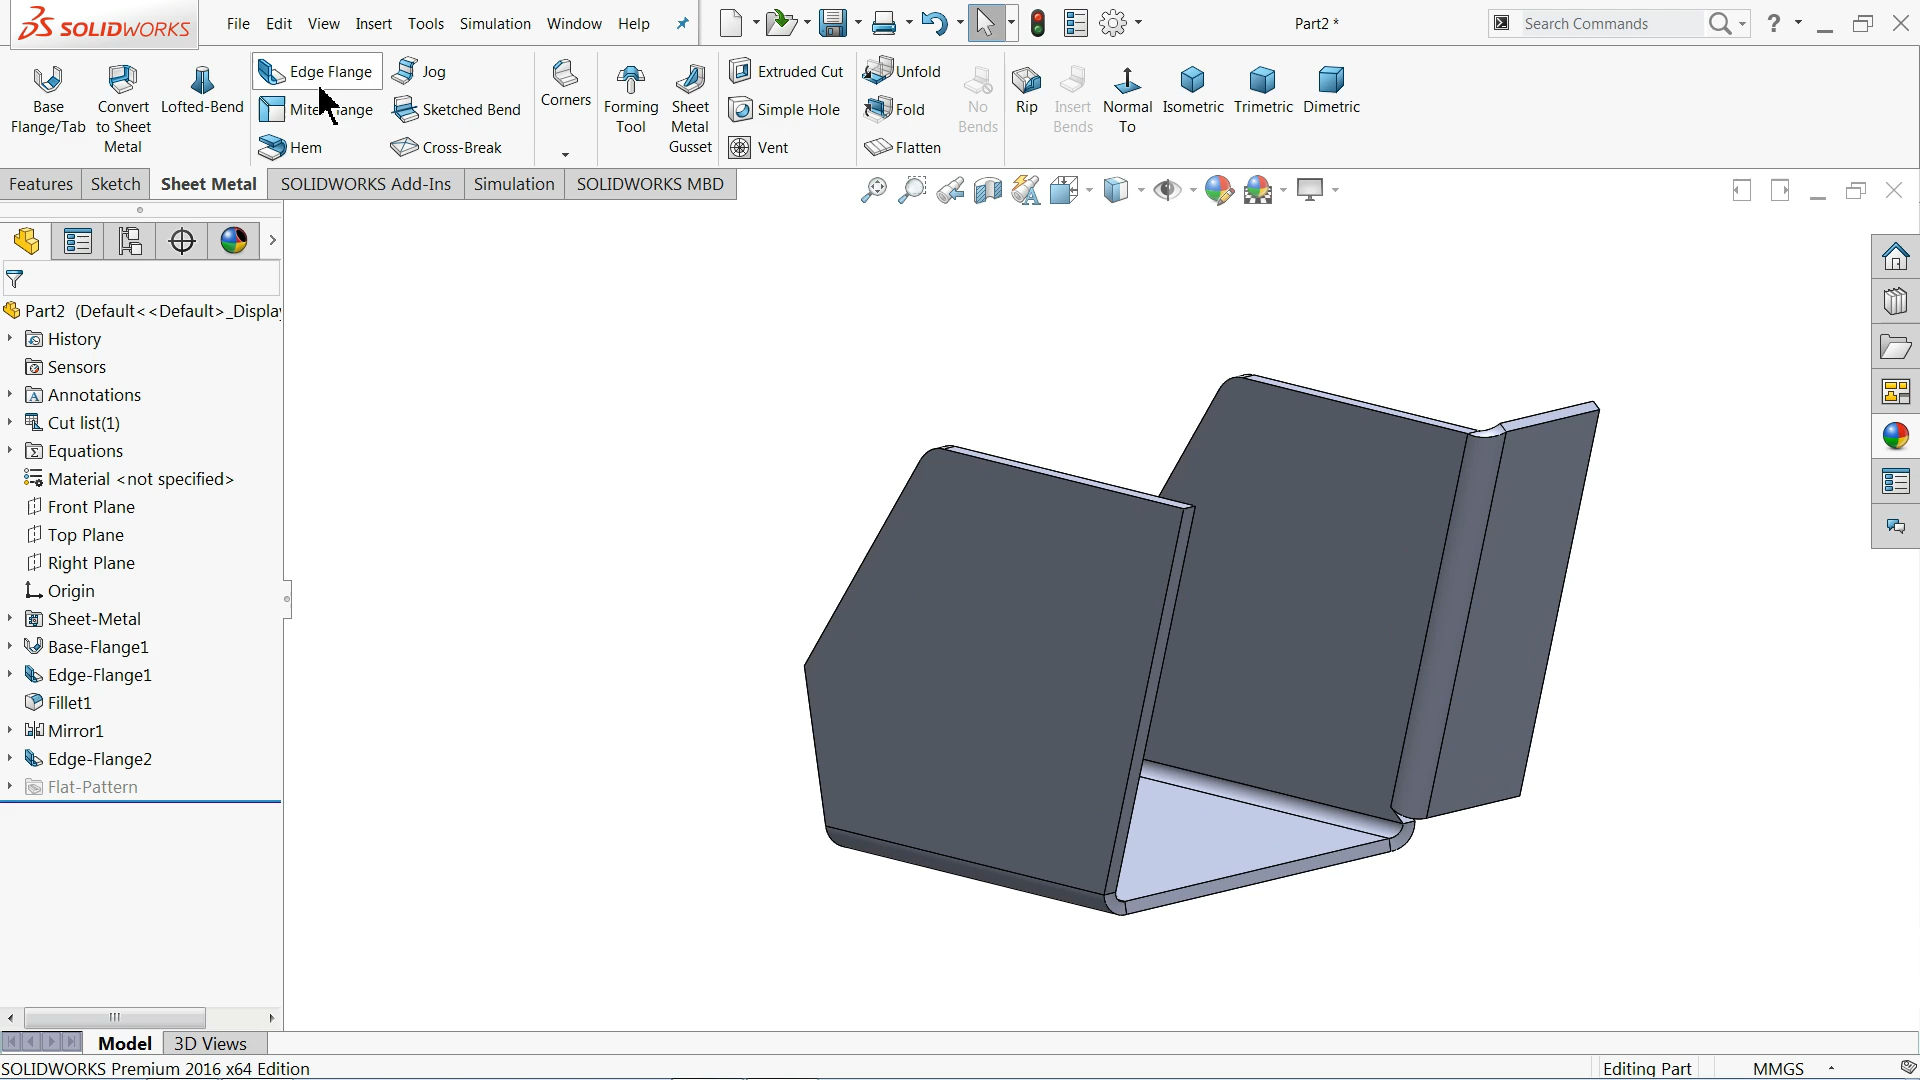 SOLIDWORKS
File Edit View Insert Tools Simulation Window Help
Part2 *
Search Commands
?
Base Flange/Tab
Convert to Sheet Metal
Lofted-Bend
Edge Flange
Hem
Jog
Sketched Bend
Cross-Break
Corners
Forming Tool
Sheet Metal Gusset
Extruded Cut
Simple Hole
Vent
Unfold
Fold
Flatten
No Bends
Rip
Insert Bends
Normal To
Isometric
Trimetric
Dimetric
Features Sketch Sheet Metal SOLIDWORKS Add-Ins Simulation SOLIDWORKS MBD
Part2 (Default<<Default>_Display
History
Sensors
Annotations
Cut list(1)
Equations
Material <not specified>
Front Plane
Top Plane
Right Plane
Origin
Sheet-Metal
Base-Flange1
Edge-Flange1
Fillet1
Mirror1
Edge-Flange2
Flat-Pattern
Model 3D Views
SOLIDWORKS Premium 2016 x64 Edition
Editing Part
MMGS